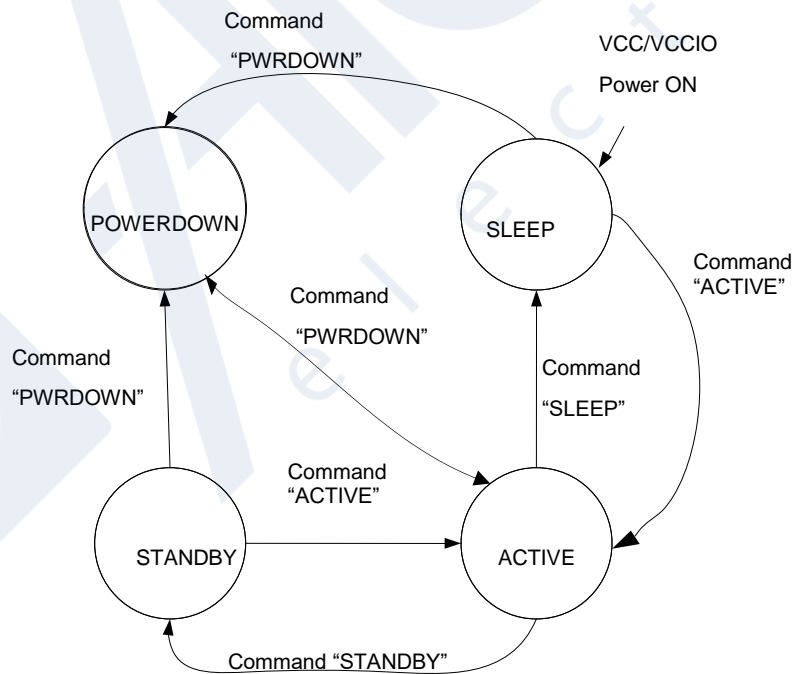 Command
“PWRDOWN”
VCC/VCCIO
Power ON
POWERDOWN
SLEEP
Command
“ACTIVE”
Command
“PWRDOWN”
Command
“PWRDOWN”
Command
“SLEEP”
Command
“ACTIVE”
STANDBY
ACTIVE
Command “STANDBY”